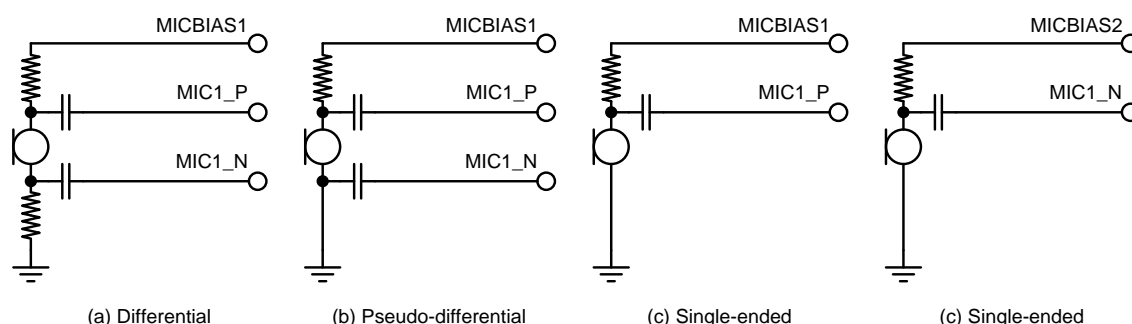 MICBIAS1
MIC1_P
MIC1_N
(a) Differential
MICBIAS1
MIC1_P
MIC1_N
(b) Pseudo-differential
MICBIAS1
MIC1_P
(c) Single-ended
MICBIAS2
MIC1_N
(c) Single-ended